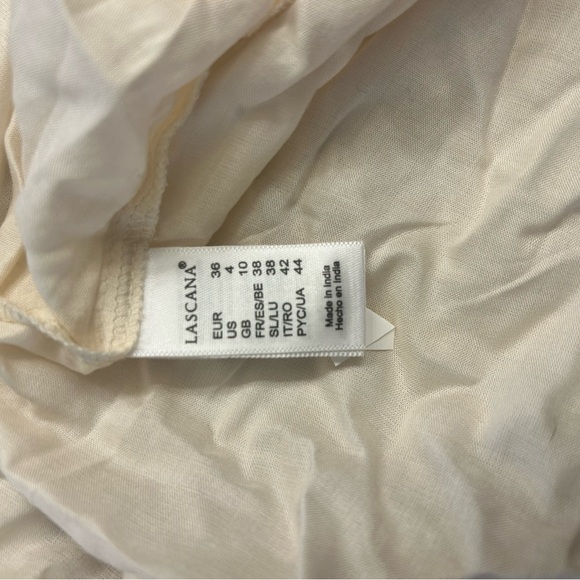 LASCANA®
EUR 36
US 4
GB 10
FR/ES/BE 38
SL/LU 38
IT/RO 42
PYC/UA 44
Made in India
Hecho en India